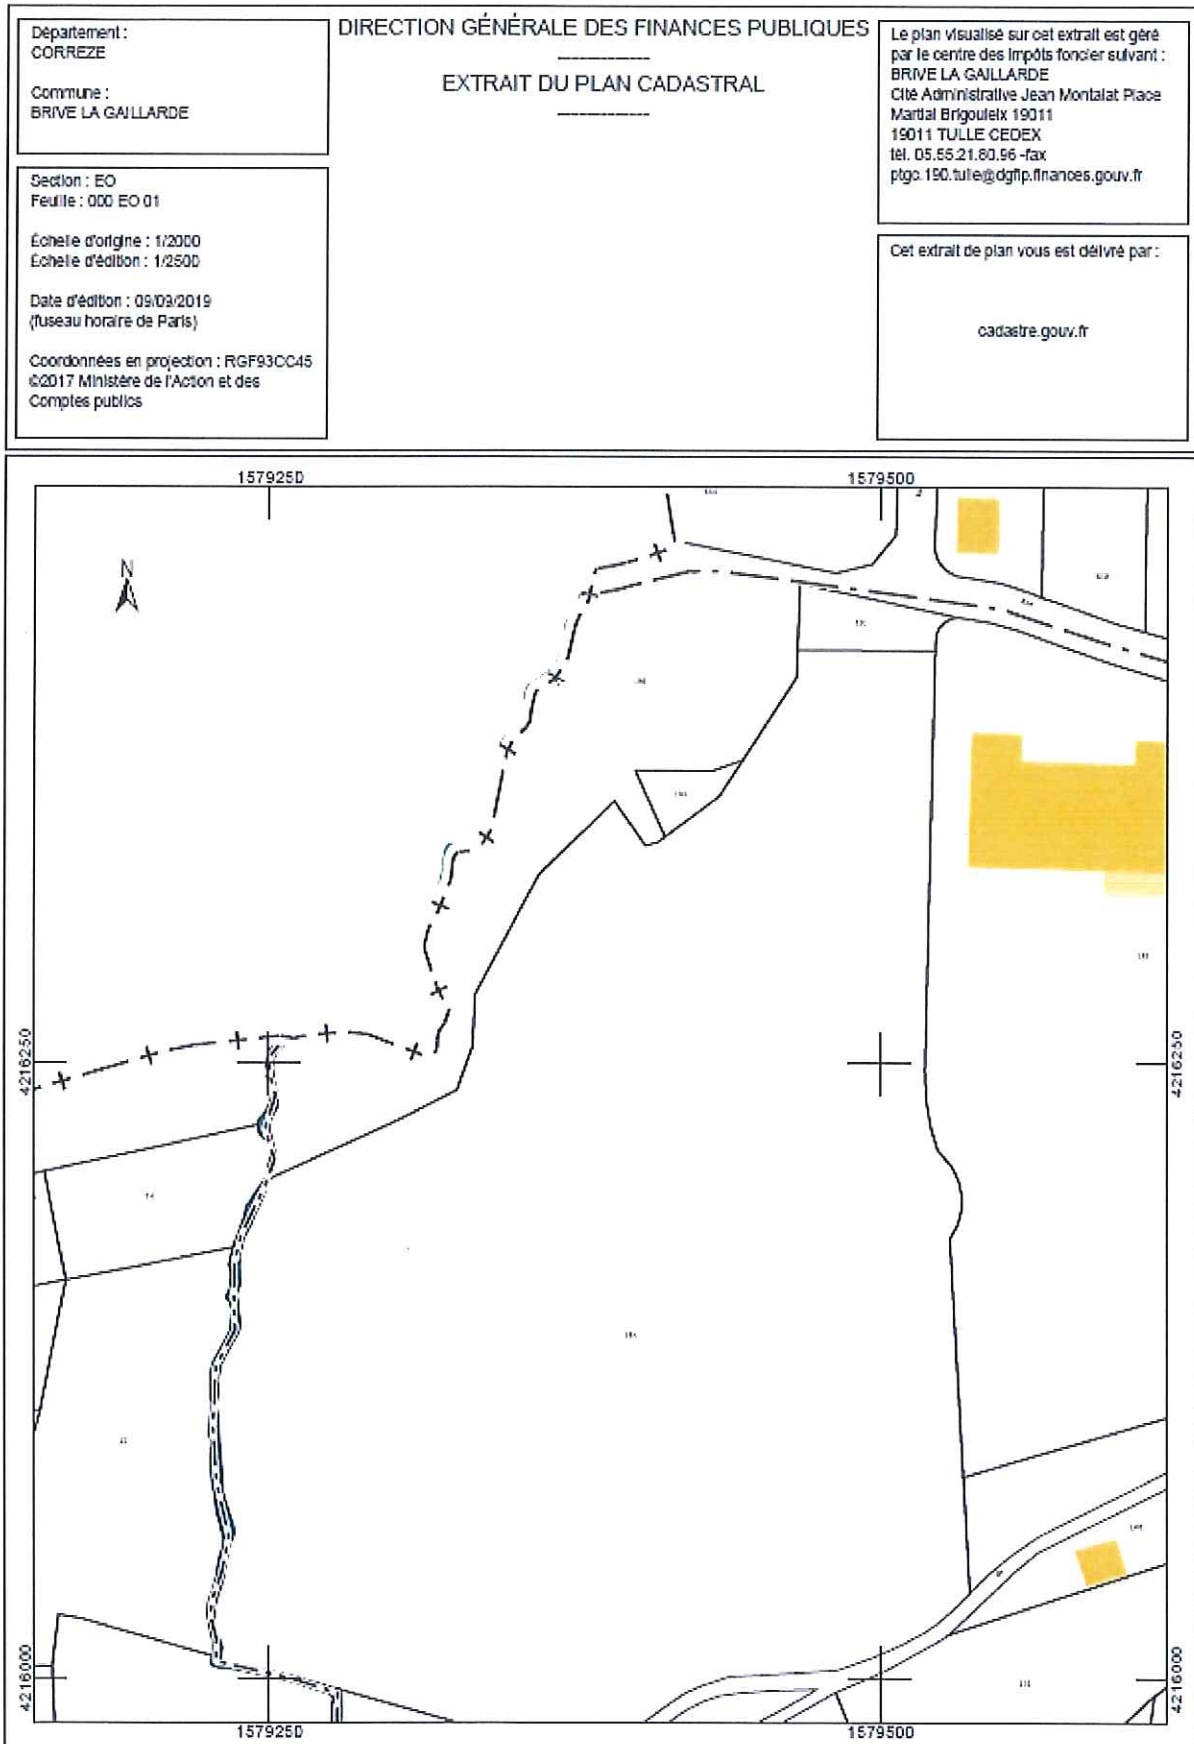 Département :
CORREZE
Commune :
BRIVE LA GAILLARDE
Section : EO
Feuille : 000 EO 01
Échelle d'origine : 1/2000
Échelle d'édition : 1/2500
Date d'édition : 09/09/2019
(fuseau horaire de Paris)
Coordonnées en projection : RGF93CC45
©2017 Ministère de l'Action et des
Comptes publics
DIRECTION GÉNÉRALE DES FINANCES PUBLIQUES
EXTRAIT DU PLAN CADASTRAL
Le plan visualisé sur cet extrait est géré
par le centre des impôts foncier suivant :
BRIVE LA GAILLARDE
Cité Administrative Jean Montalat Place
Martial Brigouleix 19011
19011 TULLE CEDEX
tél. 05.55.21.80.96 -fax
ptgc.190.tulle@dgfip.finances.gouv.fr
Cet extrait de plan vous est délivré par :
cadastre.gouv.fr
1579250
1579500
N
4216250
4216250
4216000
4216000
1579250
1579500